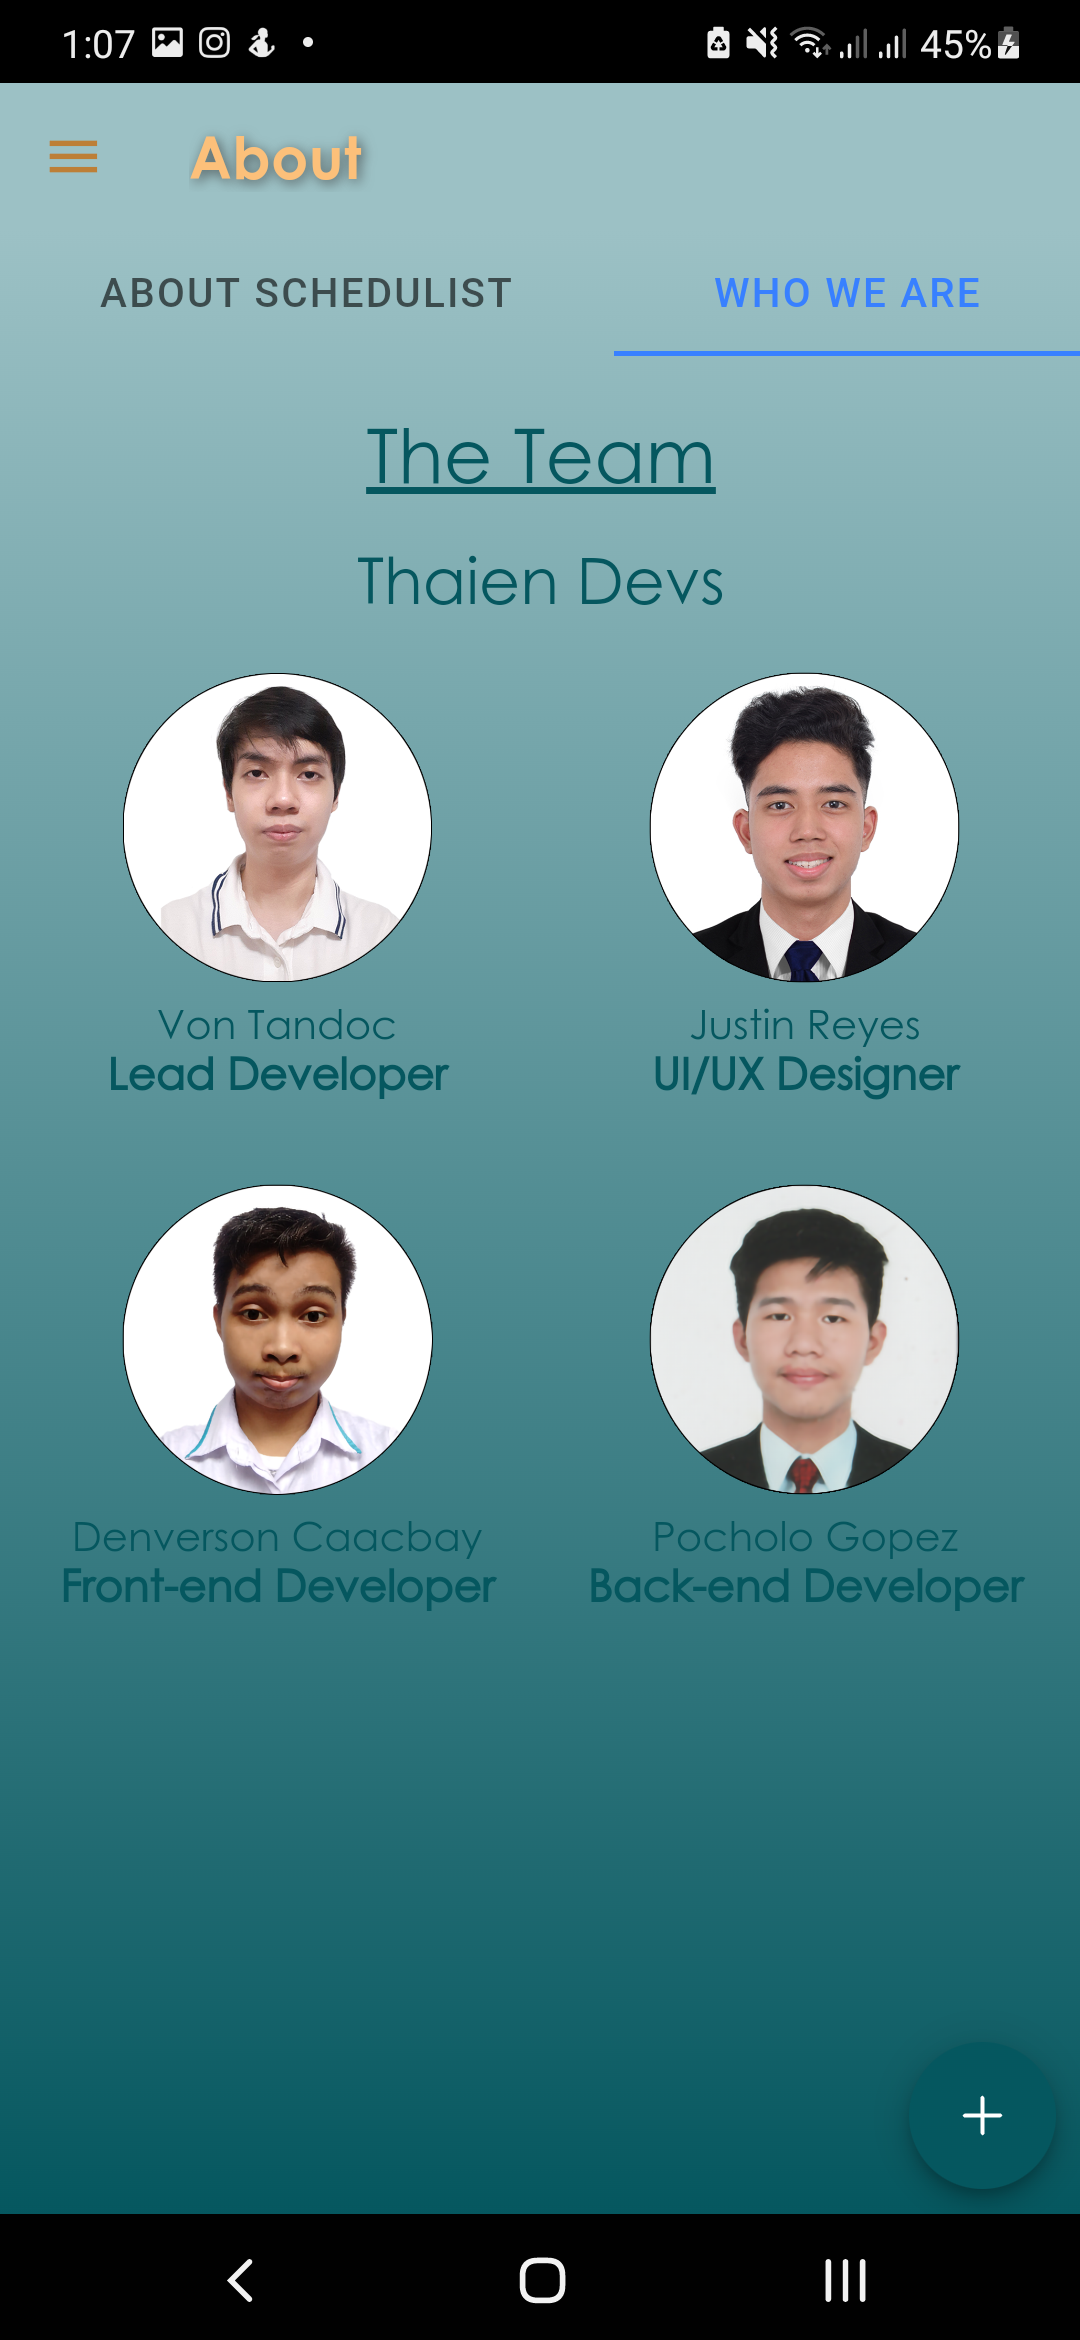 1:07 45%
About
ABOUT SCHEDULIST WHO WE ARE
The Team
Thaien Devs
Von Tandoc Justin Reyes
Lead Developer UI/UX Designer
Denverson Caacbay Pocholo Gopez
Front-end Developer Back-end Developer